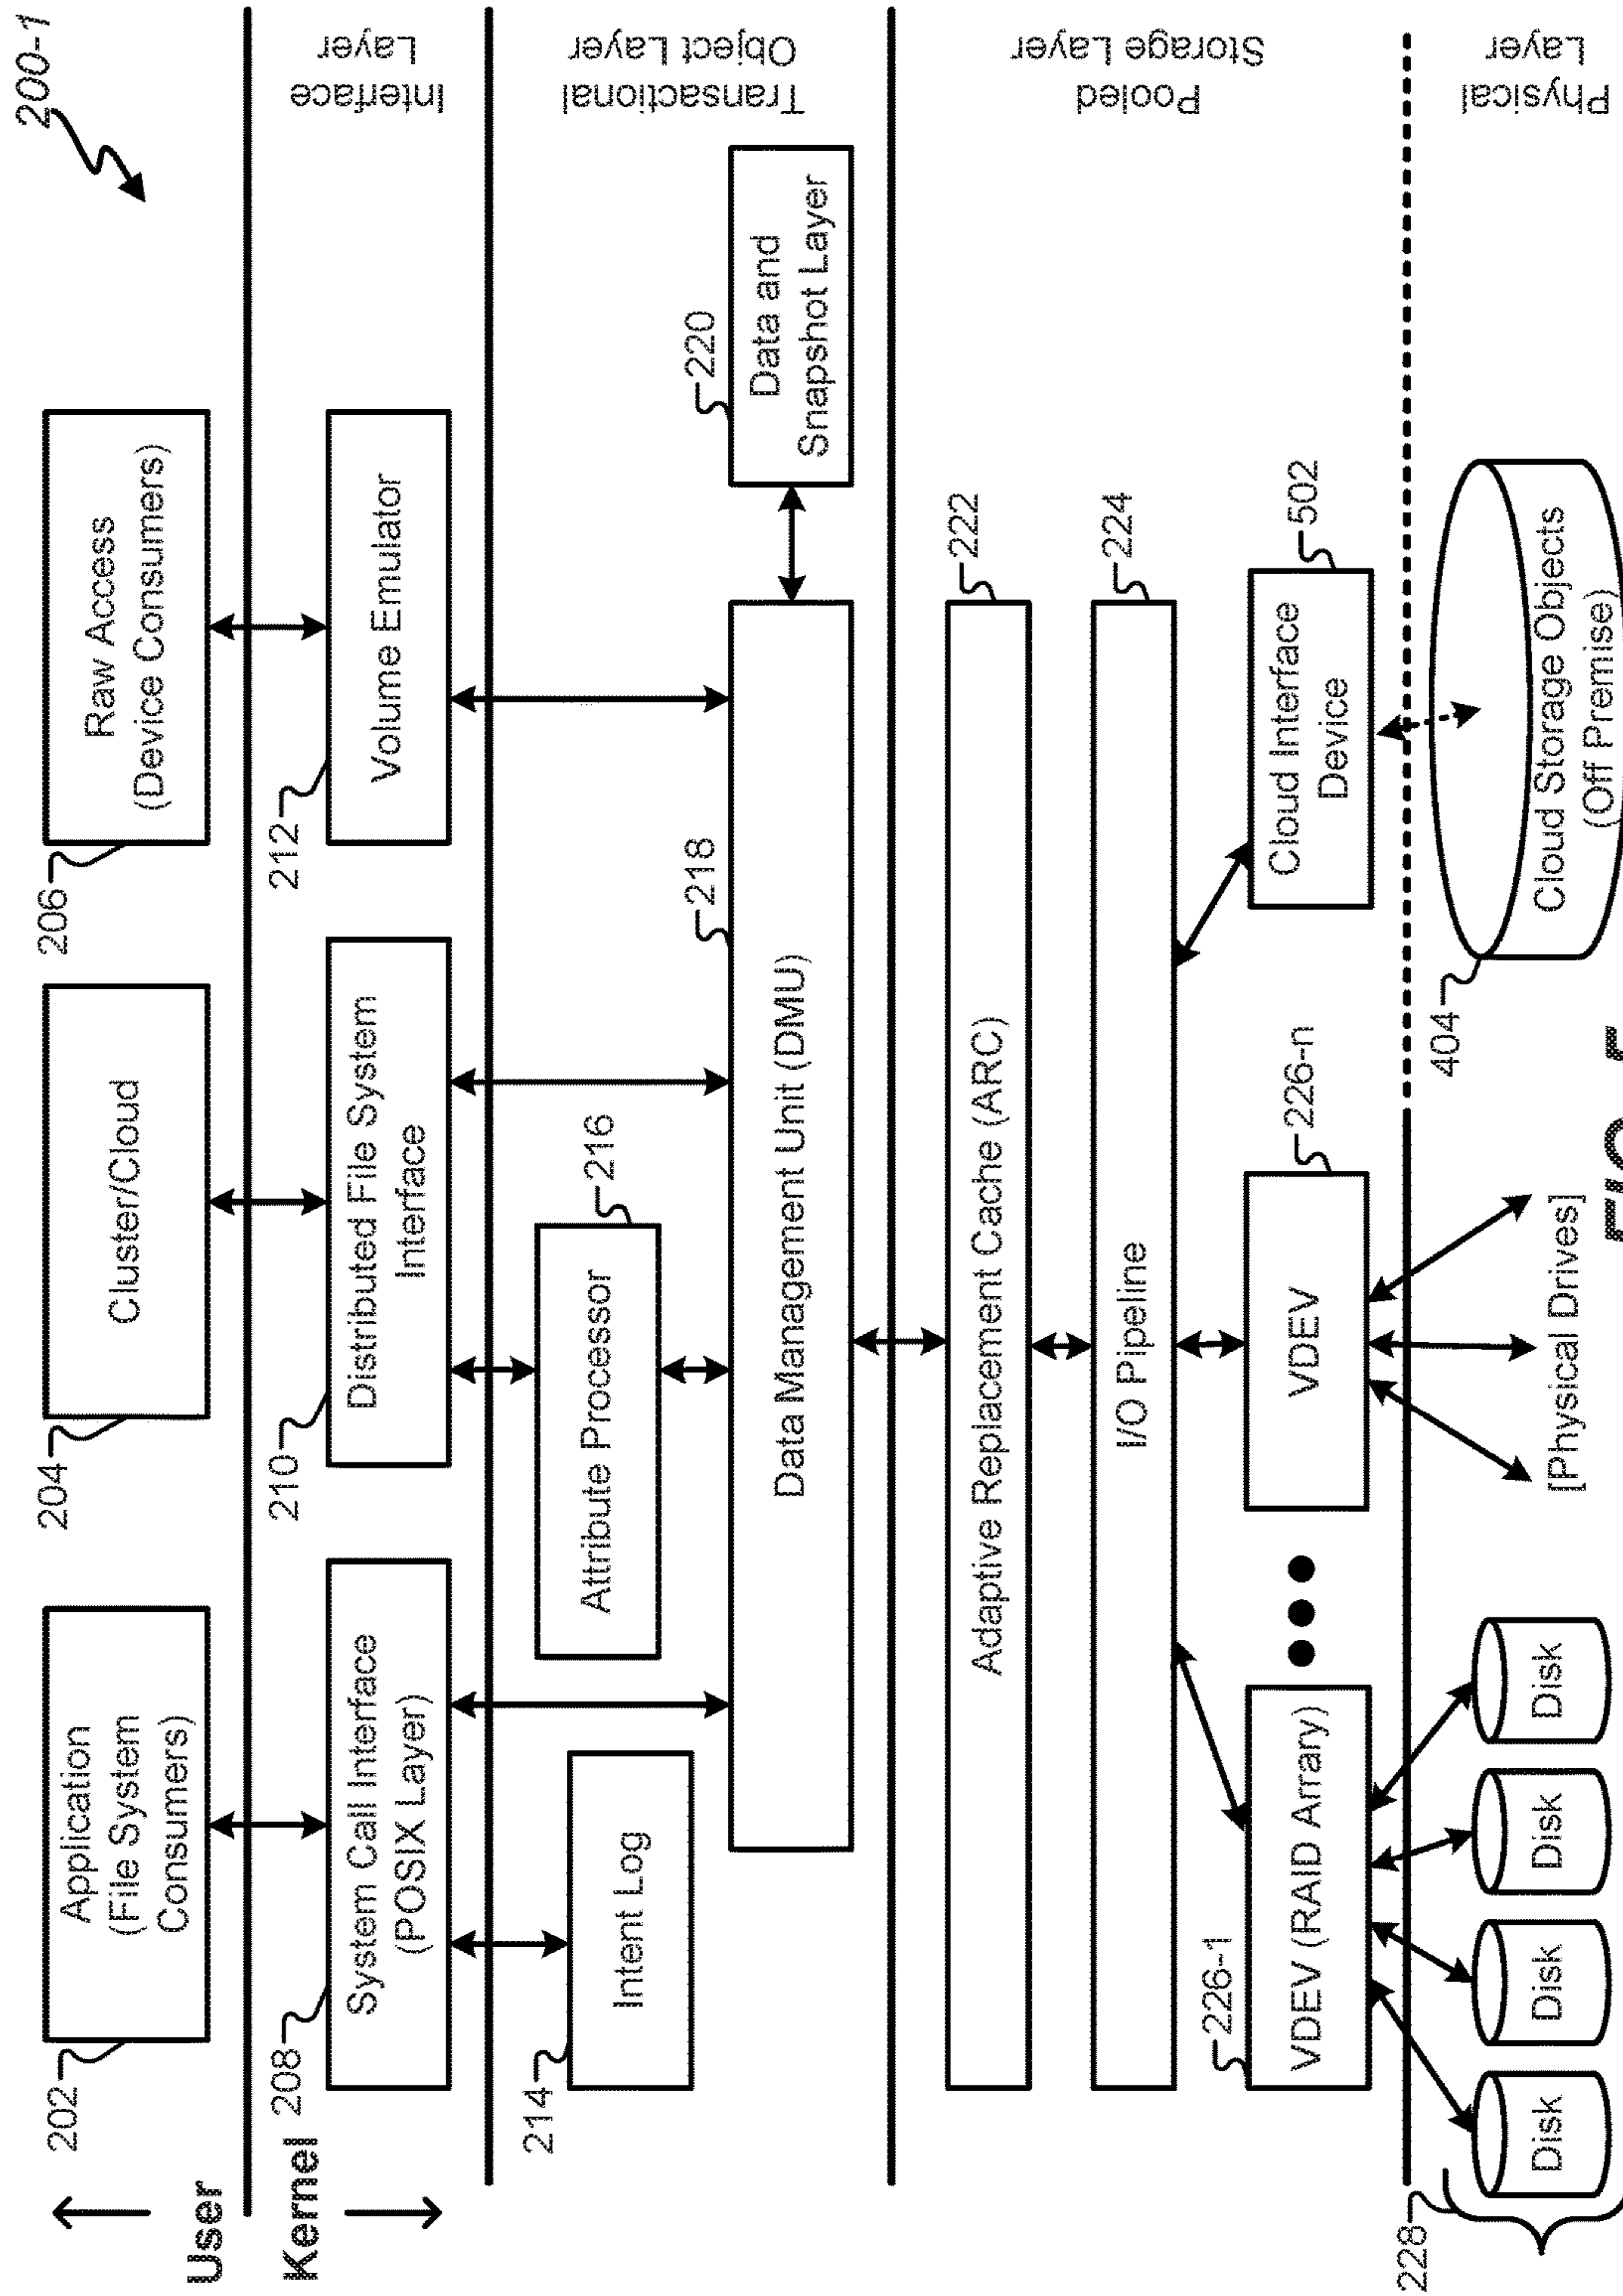 200-1
User
Kernel
202
Application
(File System
Consumers)
204
Cluster/Cloud
206
Raw Access
(Device Consumers)
208
System Call Interface
(POSIX Layer)
210
Distributed File System
Interface
212
Volume Emulator
Interface
Layer
214
Intent Log
Attribute Processor
216
Data Management Unit (DMU)
218
220
Data and
Snapshot Layer
Transactional
Object Layer
Adaptive Replacement Cache (ARC)
222
I/O Pipeline
224
226-1
VDEV (RAID Arrary)
VDEV
226-n
Cloud Interface
Device
502
Pooled
Storage Layer
228
Disk
Disk
Disk
Disk
[Physical Drives]
404
Cloud Storage Objects
(Off Premise)
Physical
Layer